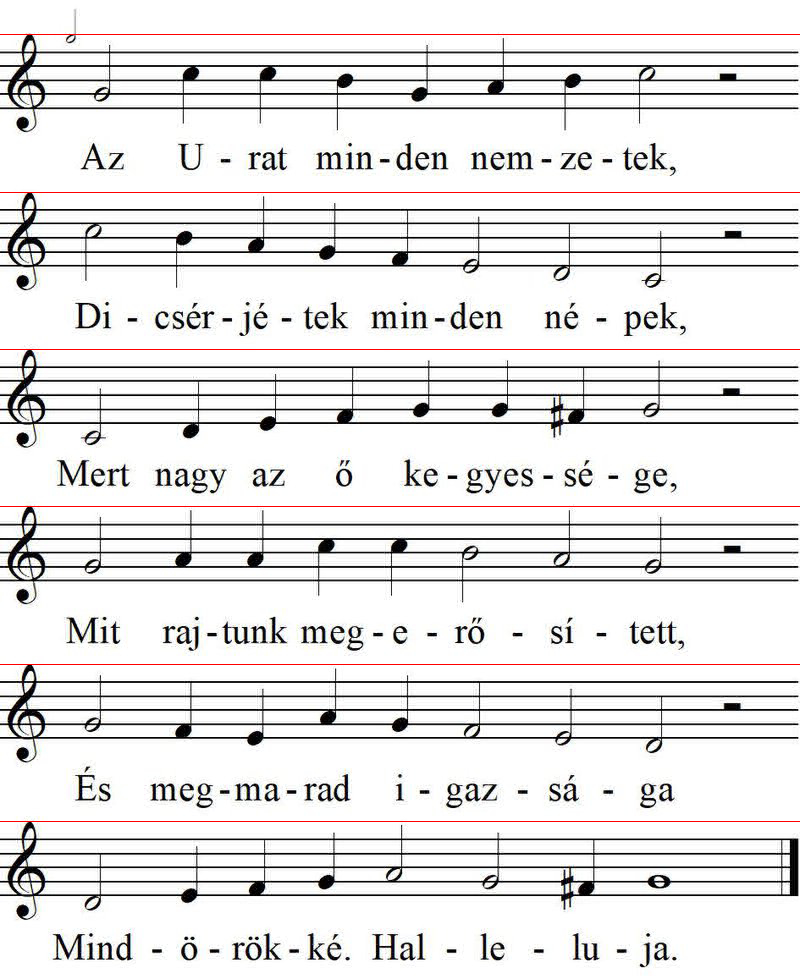 Az U - rat min - den nem - ze - tek,
Di - csér - jé - tek min - den né - pek,
Mert nagy az ő ke - gyes - sé - ge,
Mit raj - tunk meg - e - rő - sí - tett,
És meg - ma - rad i - gaz - sá - ga
Mind - ö - rök - ké. Hal - le - lu - ja.